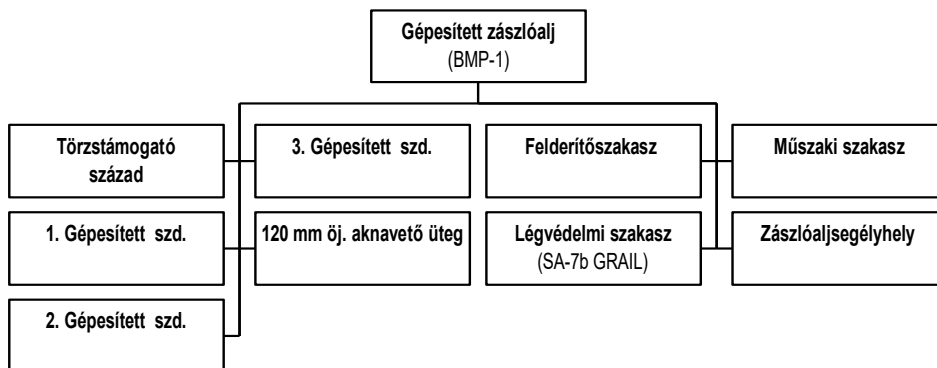 Gépesített zászlóalj
(BMP-1)
Törzstámogató
század
3. Gépesített szd.
Felderítőszakasz
Műszaki szakasz
1. Gépesített szd.
120 mm öj. aknavető üteg
Légvédelmi szakasz
(SA-7b GRAIL)
Zászlóaljsegélyhely
2. Gépesített szd.